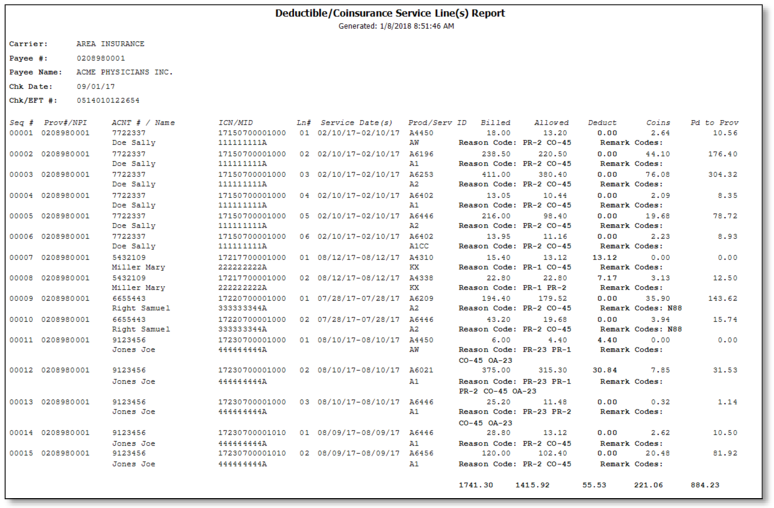 Deductible/Coinsurance Service Line(s) Report
Generated: 1/8/2018 8:51:46 AM
Carrier: AREA INSURANCE
Payee #: 0208980001
Payee Name: ACME PHYSICIANS INC.
Chk Date: 09/01/17
Chk/EFT #: 0514010122654
Seq # Prov#/NPI ACNT # / Name ICN/MID Ln# Service Date(s) Prod/Serv ID Billed Allowed Deduct Coins Pd to Prov
00001 0208980001 7722337 17150700001000 01 02/10/17-02/10/17 A4450 18.00 13.20 0.00 2.64 10.56
Doe Sally 111111111A AW Reason Code: PR-2 CO-45 Remark Codes:
00002 0208980001 7722337 17150700001000 02 02/10/17-02/10/17 A6196 238.50 220.50 0.00 44.10 176.40
Doe Sally 111111111A A1 Reason Code: PR-2 CO-45 Remark Codes:
00003 0208980001 7722337 17150700001000 03 02/10/17-02/10/17 A6253 411.00 380.40 0.00 76.08 304.32
Doe Sally 111111111A A2 Reason Code: PR-2 CO-45 Remark Codes:
00004 0208980001 7722337 17150700001000 04 02/10/17-02/10/17 A6402 13.05 10.44 0.00 2.09 8.35
Doe Sally 111111111A A1 Reason Code: PR-2 CO-45 Remark Codes:
00005 0208980001 7722337 17150700001000 05 02/10/17-02/10/17 A6446 216.00 98.40 0.00 19.68 78.72
Doe Sally 111111111A A2 Reason Code: PR-2 CO-45 Remark Codes:
00006 0208980001 7722337 17150700001000 06 02/10/17-02/10/17 A6402 13.95 11.16 0.00 2.23 8.93
Doe Sally 111111111A A1CC Reason Code: PR-2 CO-45 Remark Codes:
00007 0208980001 5432109 17217700001000 01 08/12/17-08/12/17 A4310 15.40 13.12 13.12 0.00 0.00
Miller Mary 222222222A KX Reason Code: PR-1 CO-45 Remark Codes:
00008 0208980001 5432109 17217700001000 02 08/12/17-08/12/17 A4338 22.80 22.80 7.17 3.13 12.50
Miller Mary 222222222A KX Reason Code: PR-1 PR-2 Remark Codes:
00009 0208980001 6655443 17220700001000 01 07/28/17-07/28/17 A6209 194.40 179.52 0.00 35.90 143.62
Right Samuel 333333344A A2 Reason Code: PR-2 CO-45 Remark Codes: N88
00010 0208980001 6655443 17220700001000 02 07/28/17-07/28/17 A6446 43.20 19.68 0.00 3.94 15.74
Right Samuel 333333344A A2 Reason Code: PR-2 CO-45 Remark Codes: N88
00011 0208980001 9123456 17230700001000 01 08/10/17-08/10/17 A4450 6.00 4.40 4.40 0.00 0.00
Jones Joe 444444444A AW Reason Code: PR-23 PR-1 Remark Codes:
CO-45 OA-23
00012 0208980001 9123456 17230700001000 02 08/10/17-08/10/17 A6021 375.00 315.30 30.84 7.85 31.53
Jones Joe 444444444A A1 Reason Code: PR-23 PR-1 Remark Codes:
PR-2 CO-45 OA-23
00013 0208980001 9123456 17230700001000 03 08/10/17-08/10/17 A6446 25.20 11.48 0.00 0.32 1.14
Jones Joe 444444444A A1 Reason Code: PR-23 PR-2 Remark Codes:
CO-45 OA-23
00014 0208980001 9123456 17230700001010 01 08/09/17-08/09/17 A6446 28.80 13.12 0.00 2.62 10.50
Jones Joe 444444444A A1 Reason Code: PR-2 CO-45 Remark Codes:
00015 0208980001 9123456 17230700001010 02 08/09/17-08/09/17 A6456 120.00 102.40 0.00 20.48 81.92
Jones Joe 444444444A A1 Reason Code: PR-2 CO-45 Remark Codes:
1741.30 1415.92 55.53 221.06 884.23